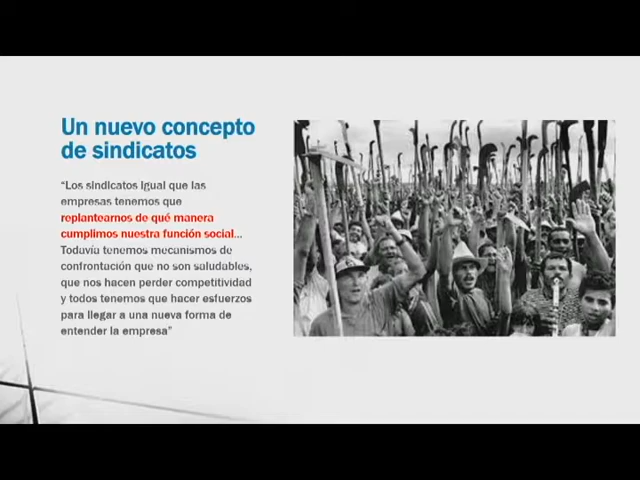 Un nuevo concepto
de sindicatos
“Los sindicatos igual que las
empresas tenemos que
replantearnos de qué manera
cumplimos nuestra función social...
Todavía tenemos mecanismos de
confrontación que no son saludables,
que nos hacen perder competitividad
y todos tenemos que hacer esfuerzos
para llegar a una nueva forma de
entender la empresa”